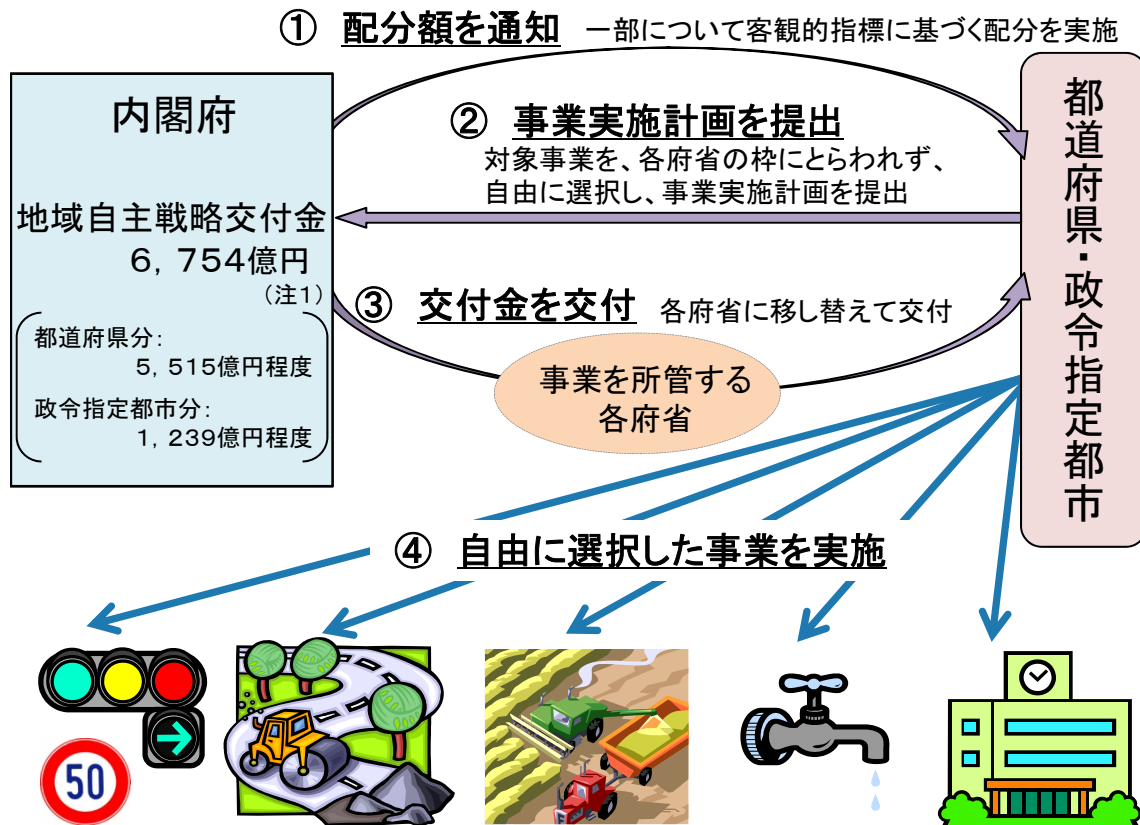 ① 配分額を通知 一部について客観的指標に基づく配分を実施
内閣府
地域自主戦略交付金
6，754億円
（注1）
都道府県分：
5，515億円程度
政令指定都市分：
1，239億円程度
② 事業実施計画を提出
対象事業を、各府省の枠にとらわれず、
自由に選択し、事業実施計画を提出
③ 交付金を交付 各府省に移し替えて交付
事業を所管する
各府省
都道府県・政令指定都市
④ 自由に選択した事業を実施
50